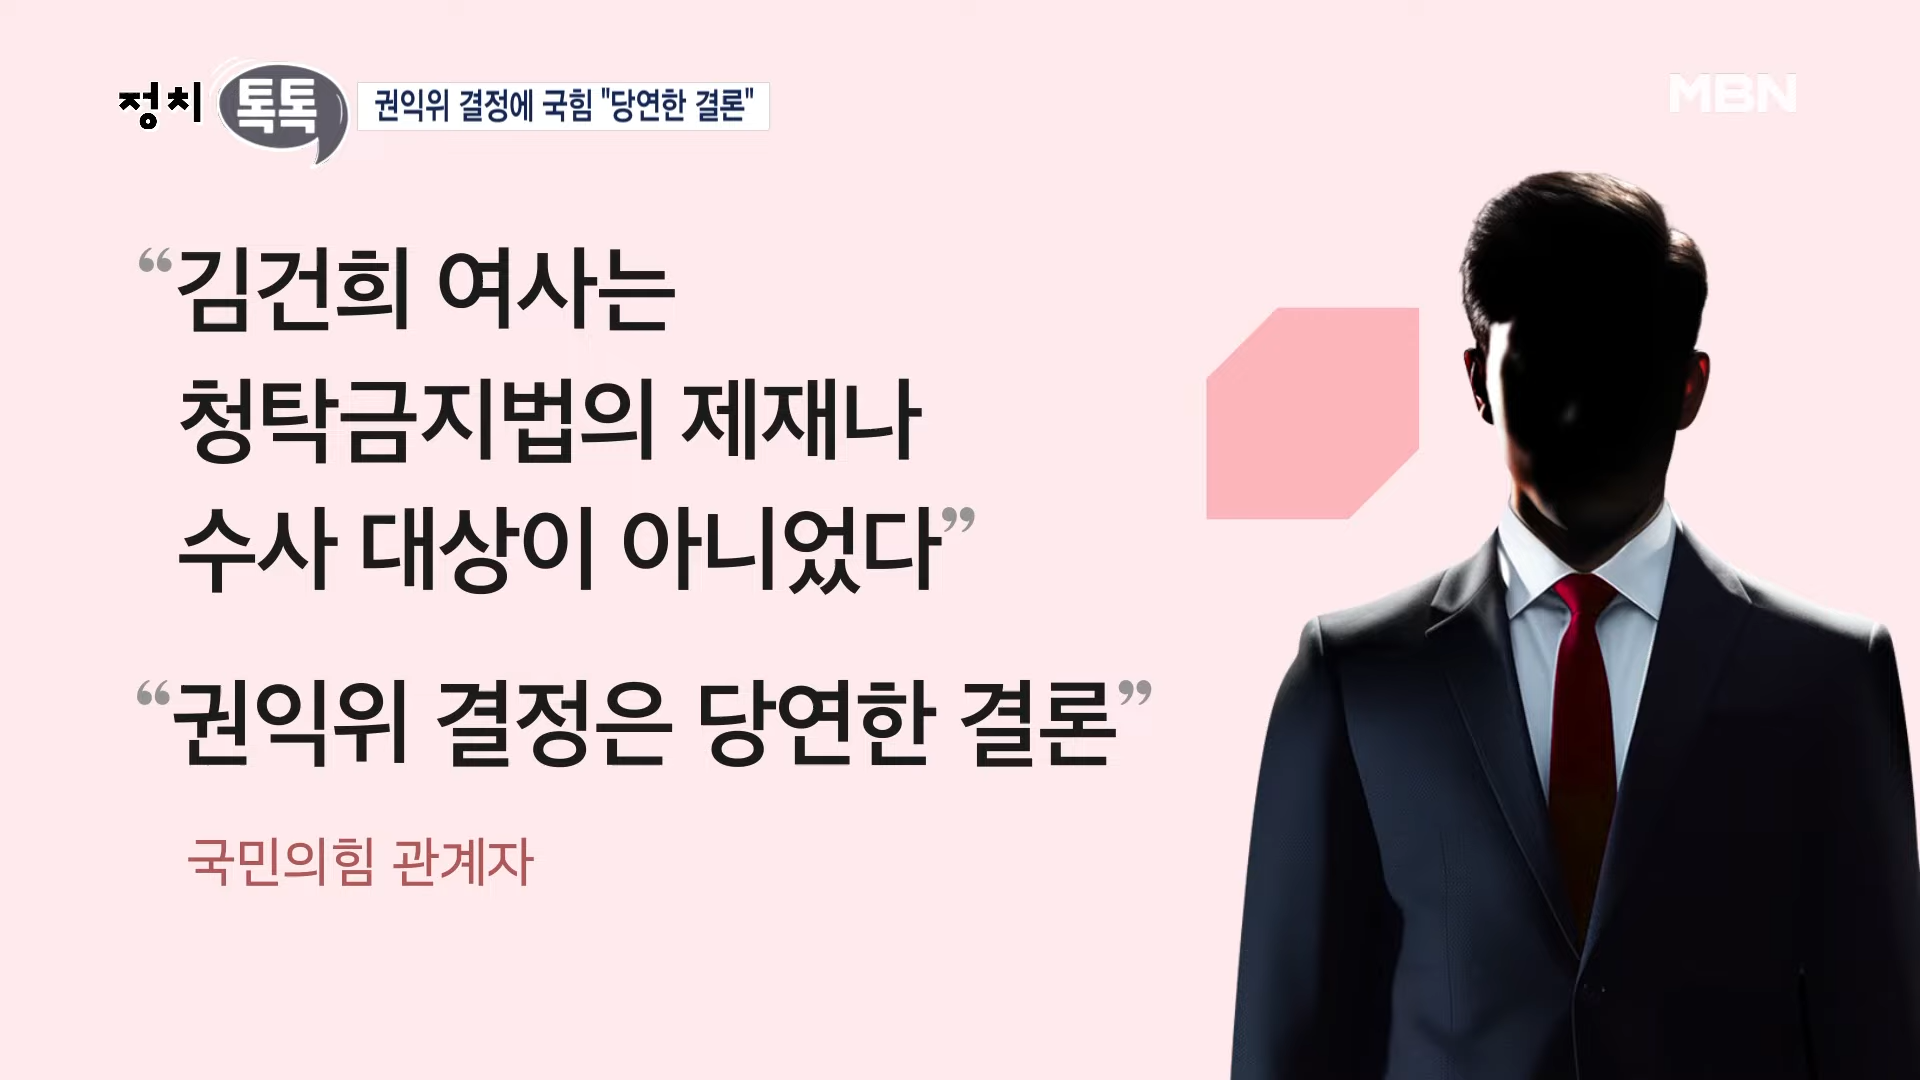 정치 톡톡 권익위 결정에 국힘 "당연한 결론"
MBN
“김건희 여사는
청탁금지법의 제재나
수사 대상이 아니었다”
“권익위 결정은 당연한 결론”
국민의힘 관계자